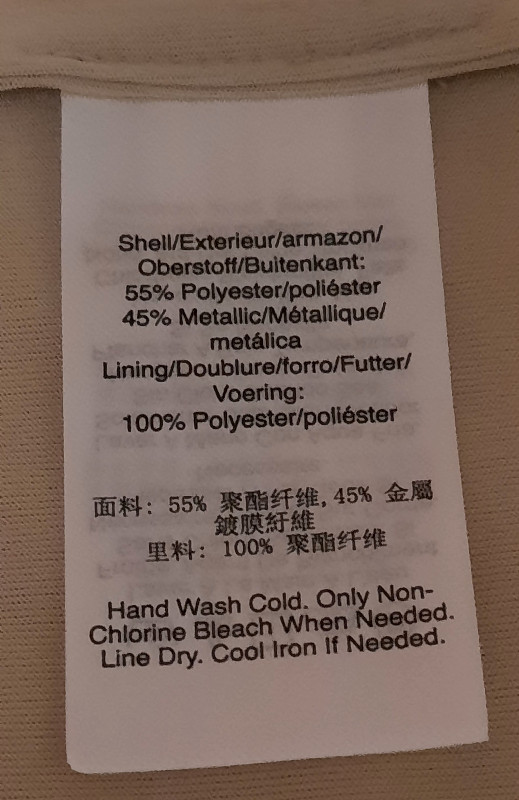 Shell/Exterieur/armazon/
Oberstoff/Buitenkant:
55% Polyester/poliéster
45% Metallic/Métallique/
metálica
Lining/Doublure/forro/Futter/
Voering:
100% Polyester/poliéster
面料: 55% 聚酯纤维, 45% 金屬
鍍膜紆維
里料: 100% 聚酯纤维
Hand Wash Cold. Only Non-
Chlorine Bleach When Needed.
Line Dry. Cool Iron If Needed.